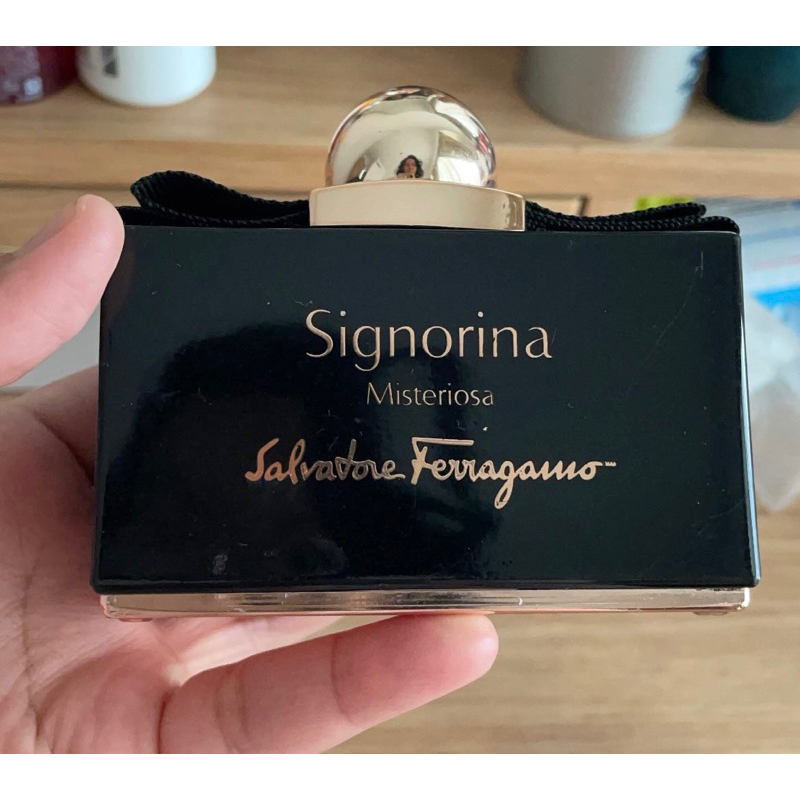 Signorina
Misteriosa
Salvatore Ferragamo